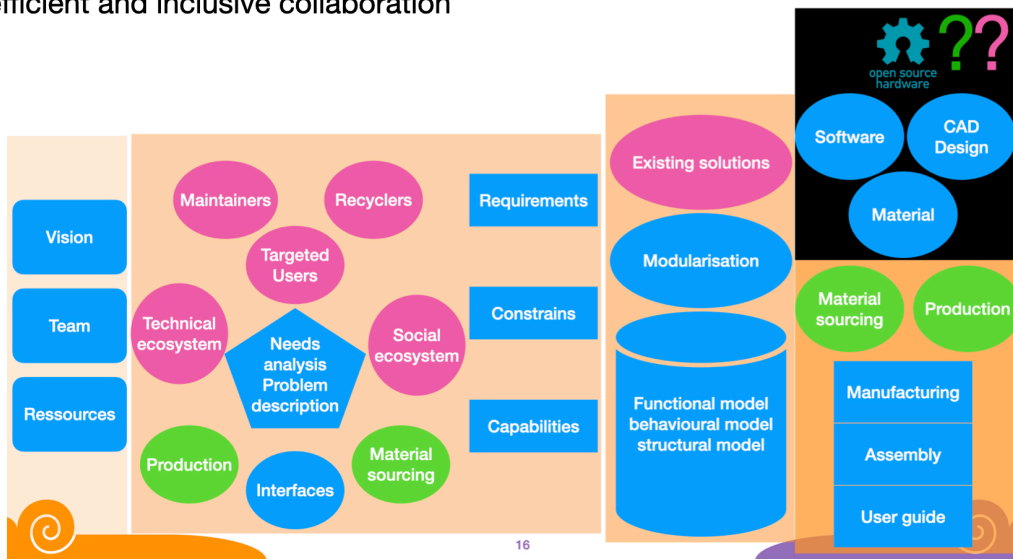 efficient and inclusive collaboration
open source
hardware
??
Software
CAD
Design
Material
Existing solutions
Modularisation
Functional model
behavioural model
structural model
Maintainers
Recyclers
Targeted
Users
Technical
ecosystem
Social
ecosystem
Needs
analysis
Problem
description
Production
Interfaces
Material
sourcing
Requirements
Constrains
Capabilities
Vision
Team
Ressources
Material
sourcing
Production
Manufacturing
Assembly
User guide
16